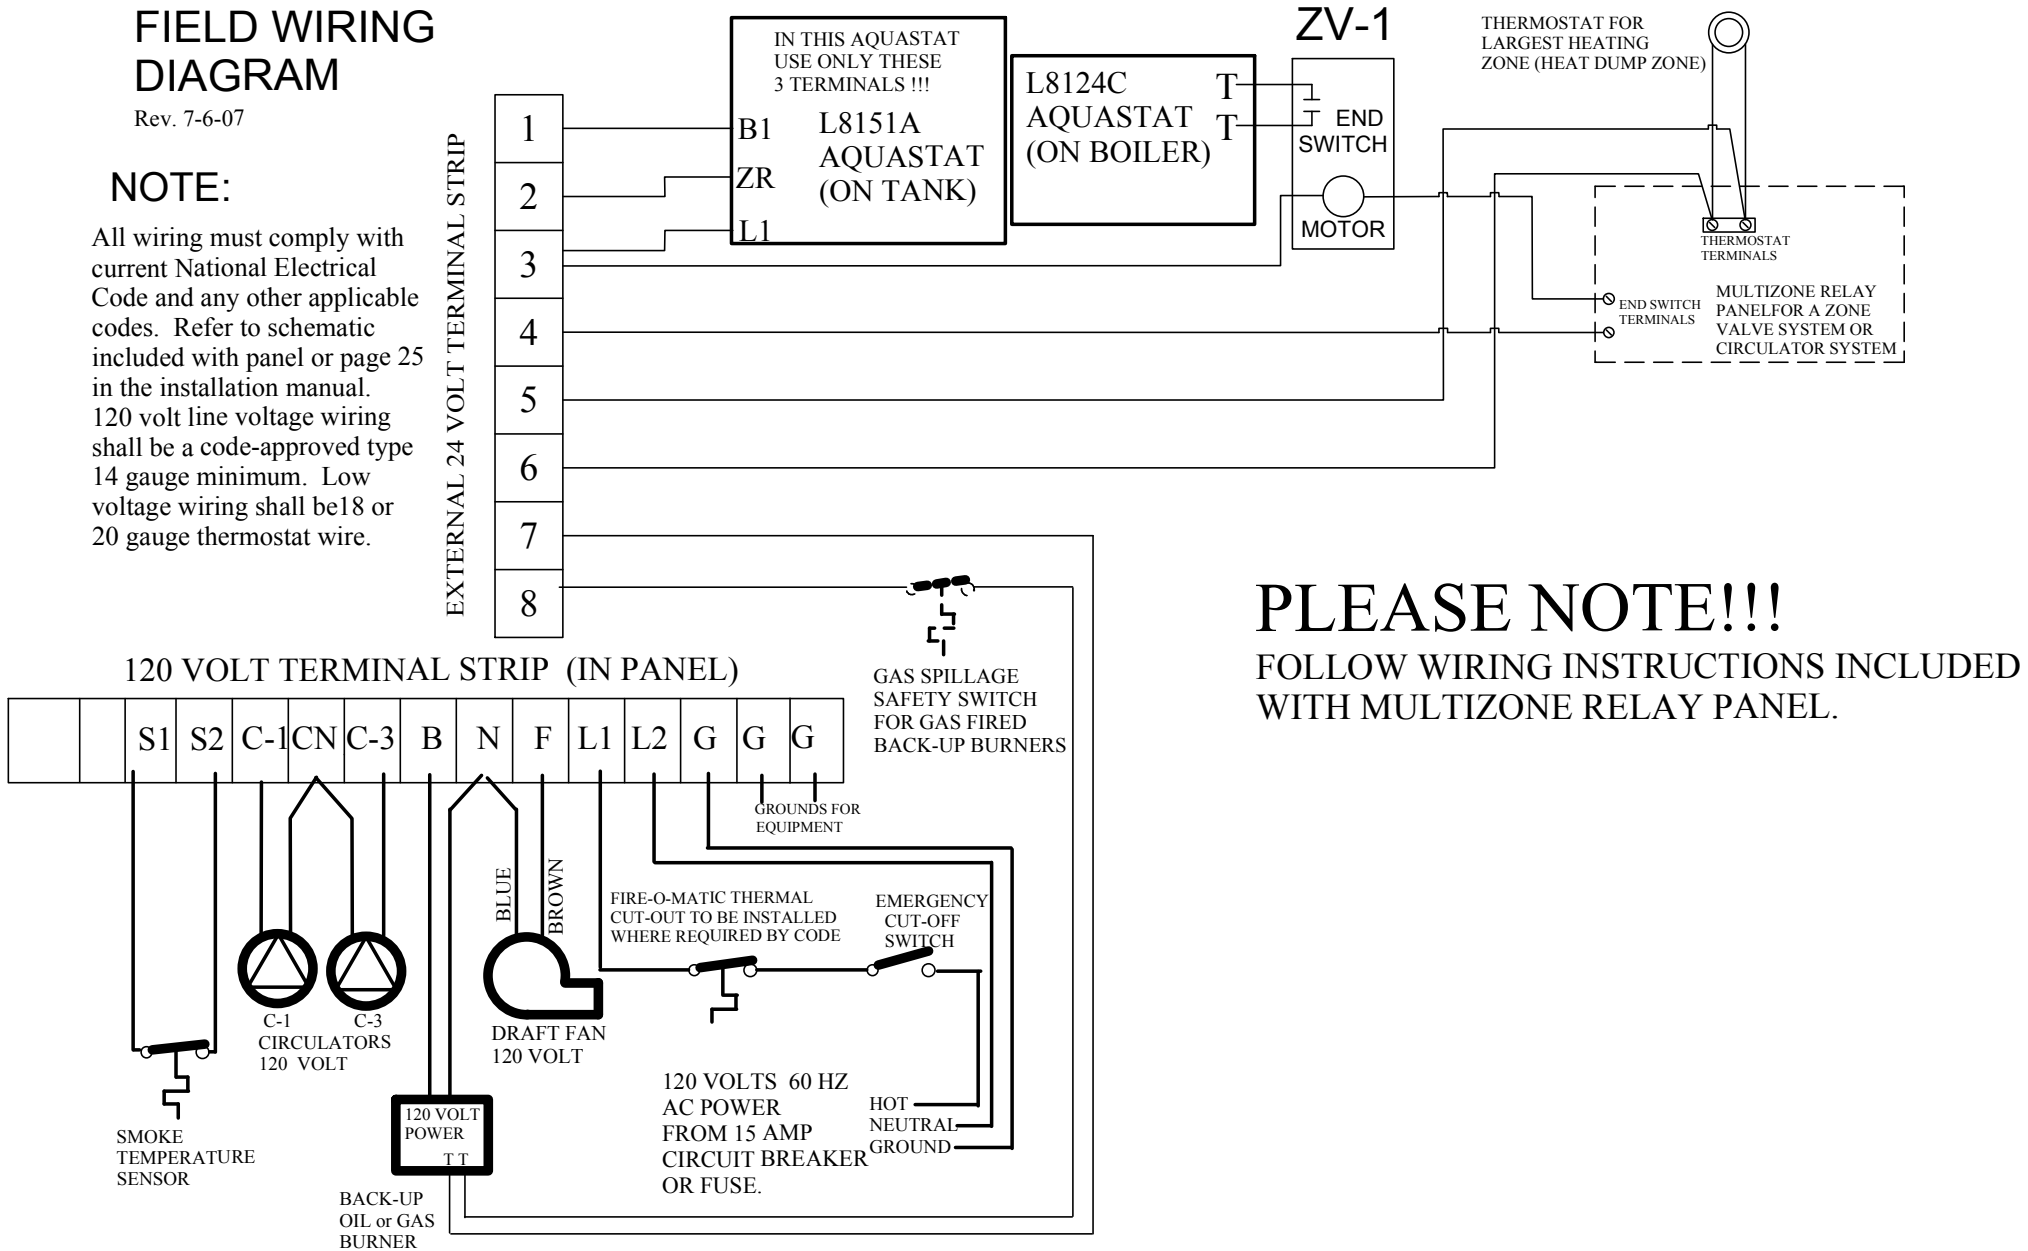 FIELD WIRING
DIAGRAM
Rev. 7-6-07
NOTE:
All wiring must comply with
current National Electrical
Code and any other applicable
codes.  Refer to schematic
included with panel or page 25
in the installation manual.
120 volt line voltage wiring
shall be a code-approved type
14 gauge minimum.  Low
voltage wiring shall be18 or
20 gauge thermostat wire.
EXTERNAL 24 VOLT TERMINAL STRIP
1
2
3
4
5
6
7
8
IN THIS AQUASTAT
USE ONLY THESE
3 TERMINALS !!!
B1
ZR
L1
L8151A
AQUASTAT
(ON TANK)
L8124C
AQUASTAT
(ON BOILER)
T
T
ZV-1
END
SWITCH
MOTOR
THERMOSTAT FOR
LARGEST HEATING
ZONE (HEAT DUMP ZONE)
THERMOSTAT
TERMINALS
END SWITCH
TERMINALS
MULTIZONE RELAY
PANELFOR A ZONE
VALVE SYSTEM OR
CIRCULATOR SYSTEM
GAS SPILLAGE
SAFETY SWITCH
FOR GAS FIRED
BACK-UP BURNERS
PLEASE NOTE!!!
FOLLOW WIRING INSTRUCTIONS INCLUDED
WITH MULTIZONE RELAY PANEL.
120 VOLT TERMINAL STRIP  (IN PANEL)
S1 S2 C-1 CN C-3 B N F L1 L2 G G G
GROUNDS FOR
EQUIPMENT
BLUE
BROWN
FIRE-O-MATIC THERMAL
CUT-OUT TO BE INSTALLED
WHERE REQUIRED BY CODE
EMERGENCY
CUT-OFF
SWITCH
C-1 C-3
CIRCULATORS
120  VOLT
DRAFT FAN
120 VOLT
SMOKE
TEMPERATURE
SENSOR
120 VOLT
POWER
T T
BACK-UP
OIL or GAS
BURNER
120 VOLTS  60 HZ
AC POWER
FROM 15 AMP
CIRCUIT BREAKER
OR FUSE.
HOT
NEUTRAL
GROUND